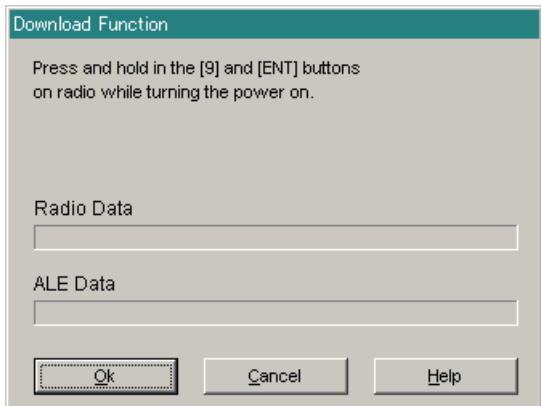 Download Function
Press and hold in the [9] and [ENT] buttons
on radio while turning the power on.
Radio Data
ALE Data
Ok Cancel Help